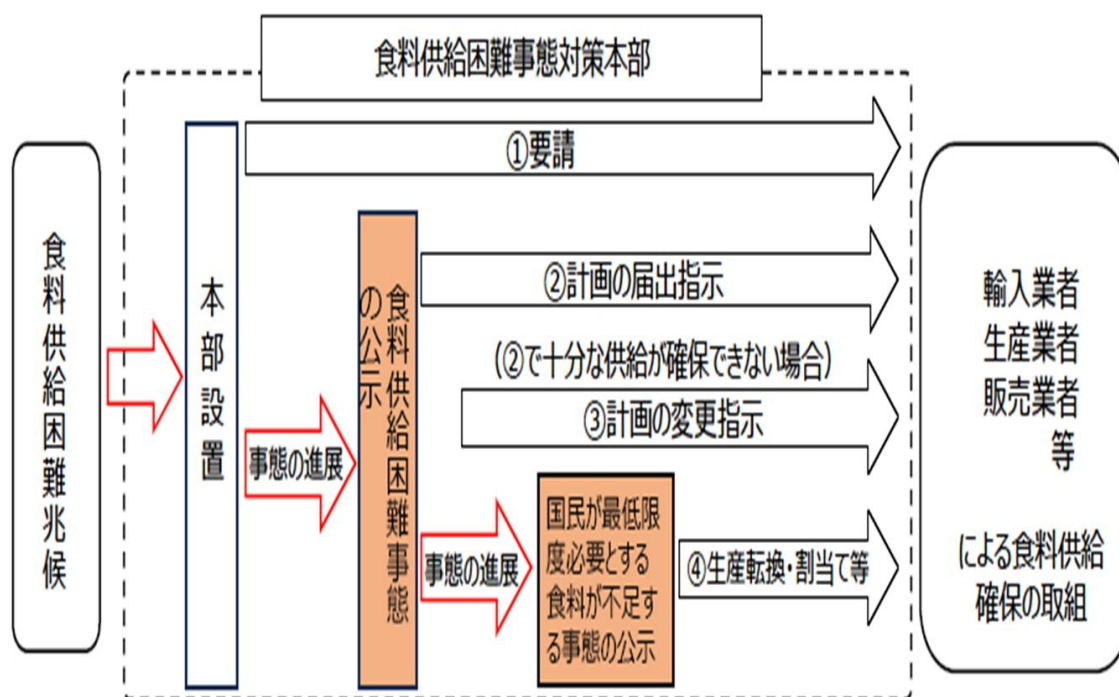 食料供給困難事態対策本部
食料供給困難兆候
本部設置
①要請
事態の進展
食料供給困難事態
の公示
②計画の届出指示
(②で十分な供給が確保できない場合)
③計画の変更指示
事態の進展
国民が最低限
度必要とする
食料が不足す
る事態の公示
④生産転換・割当て等
輸入業者
生産業者
販売業者
等
による食料供給
確保の取組